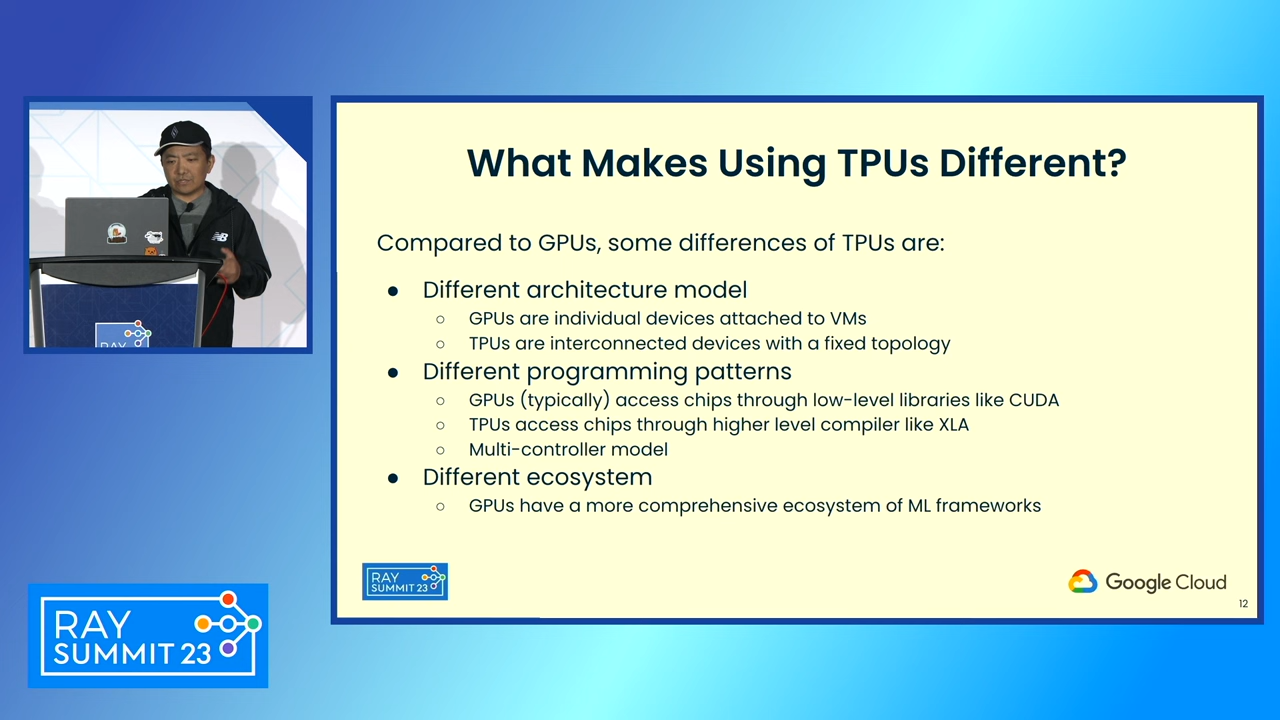 What Makes Using TPUs Different?
Compared to GPUs, some differences of TPUs are:
● Different architecture model
○ GPUs are individual devices attached to VMs
○ TPUs are interconnected devices with a fixed topology
● Different programming patterns
○ GPUs (typically) access chips through low-level libraries like CUDA
○ TPUs access chips through higher level compiler like XLA
○ Multi-controller model
● Different ecosystem
○ GPUs have a more comprehensive ecosystem of ML frameworks
RAY
SUMMIT 23
Google Cloud
12
NB
RAY
RAY
SUMMIT 23